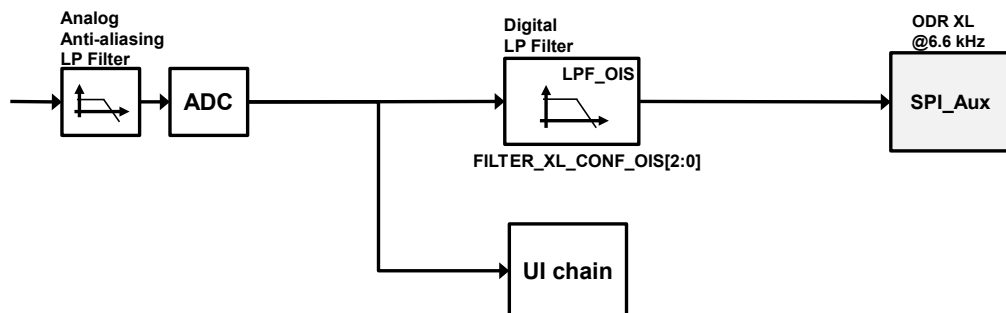 Analog
Anti-aliasing
LP Filter
ADC
Digital
LP Filter
LPF_OIS
FILTER_XL_CONF_OIS[2:0]
ODR XL
@6.6 kHz
SPI_Aux
UI chain